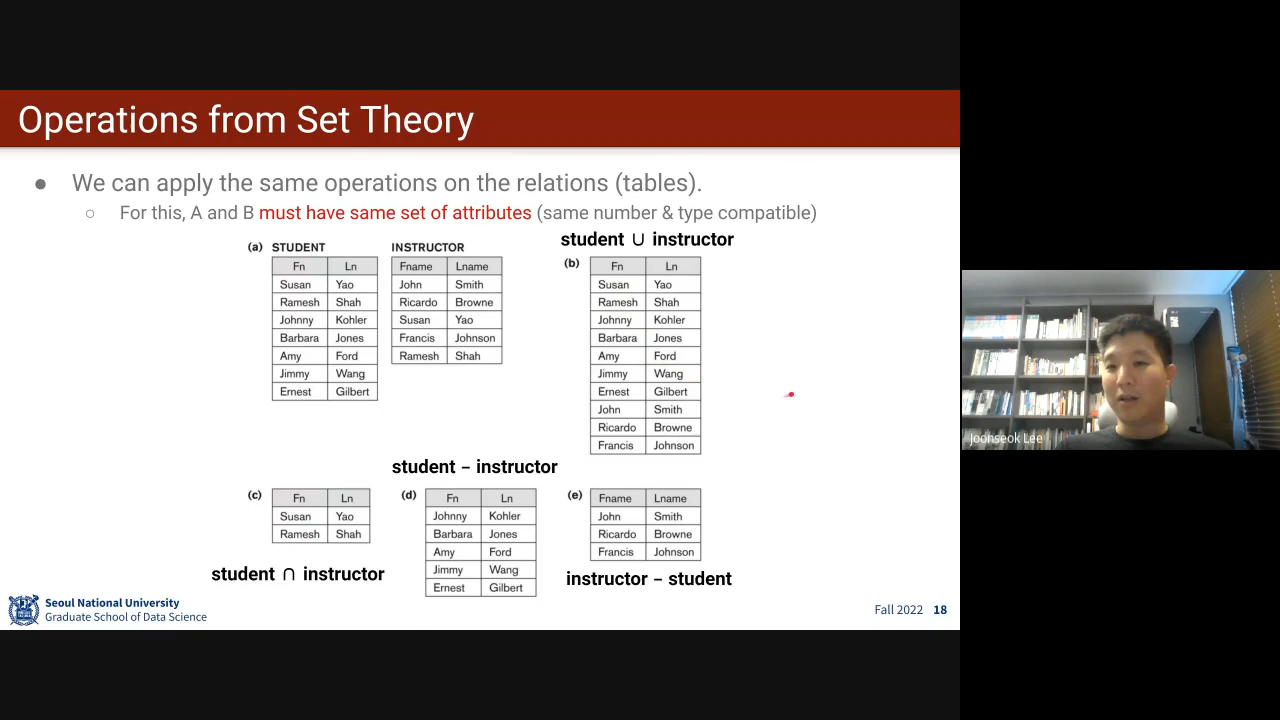 Operations from Set Theory
● We can apply the same operations on the relations (tables).
○ For this, A and B must have same set of attributes (same number & type compatible)
(a) STUDENT
Fn Ln
Susan Yao
Ramesh Shah
Johnny Kohler
Barbara Jones
Amy Ford
Jimmy Wang
Ernest Gilbert
INSTRUCTOR
Fname Lname
John Smith
Ricardo Browne
Susan Yao
Francis Johnson
Ramesh Shah
student ∪ instructor
(b)
Fn Ln
Susan Yao
Ramesh Shah
Johnny Kohler
Barbara Jones
Amy Ford
Jimmy Wang
Ernest Gilbert
John Smith
Ricardo Browne
Francis Johnson
(c)
Fn Ln
Susan Yao
Ramesh Shah
student ∩ instructor
student – instructor
(d)
Fn Ln
Johnny Kohler
Barbara Jones
Amy Ford
Jimmy Wang
Ernest Gilbert
(e)
Fname Lname
John Smith
Ricardo Browne
Francis Johnson
instructor – student
Seoul National University
Graduate School of Data Science
Fall 2022 18
Joonseok Lee